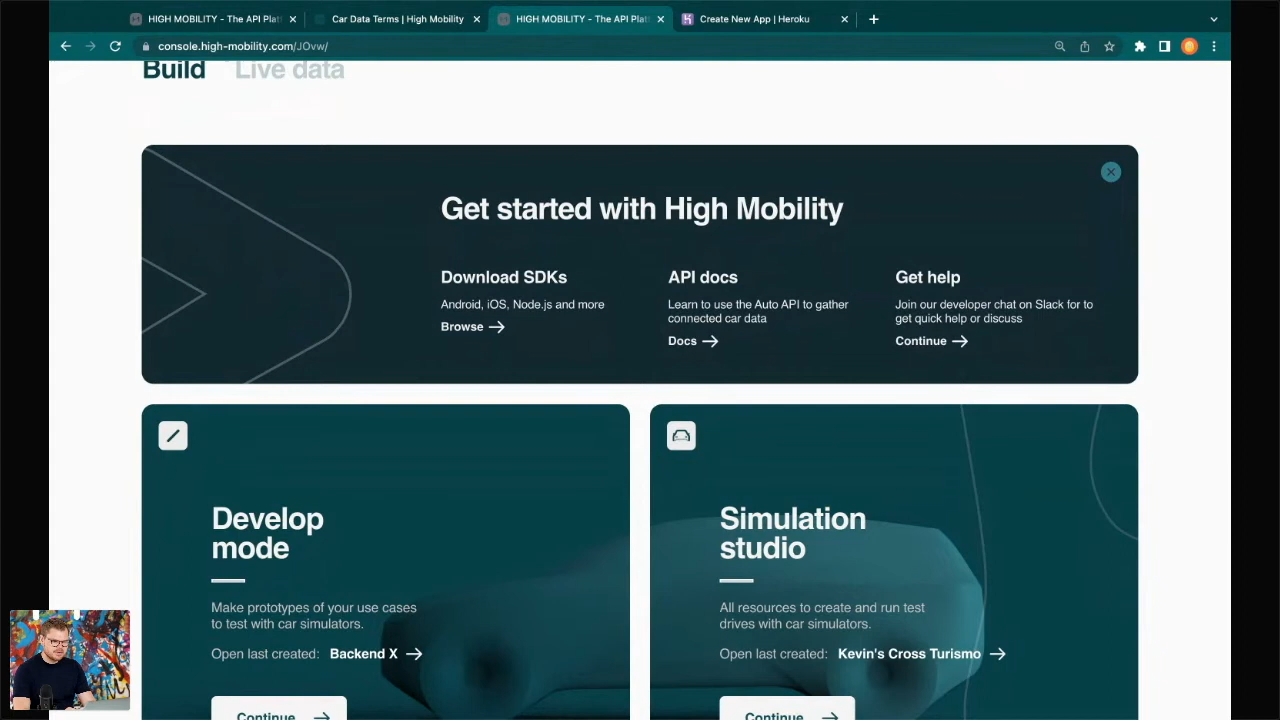 HIGH MOBILITY - The API Plat
Car Data Terms | High Mobility
HIGH MOBILITY - The API Plat
Create New App | Heroku
console.high-mobility.com/JOvw/
Build
Live data
Get started with High Mobility
Download SDKs
Android, iOS, Node.js and more
Browse
API docs
Learn to use the Auto API to gather
connected car data
Docs
Get help
Join our developer chat on Slack for to
get quick help or discuss
Continue
Develop
mode
Make prototypes of your use cases
to test with car simulators.
Open last created: Backend X
Continue
Simulation
studio
All resources to create and run test
drives with car simulators.
Open last created: Kevin's Cross Turismo
Continue